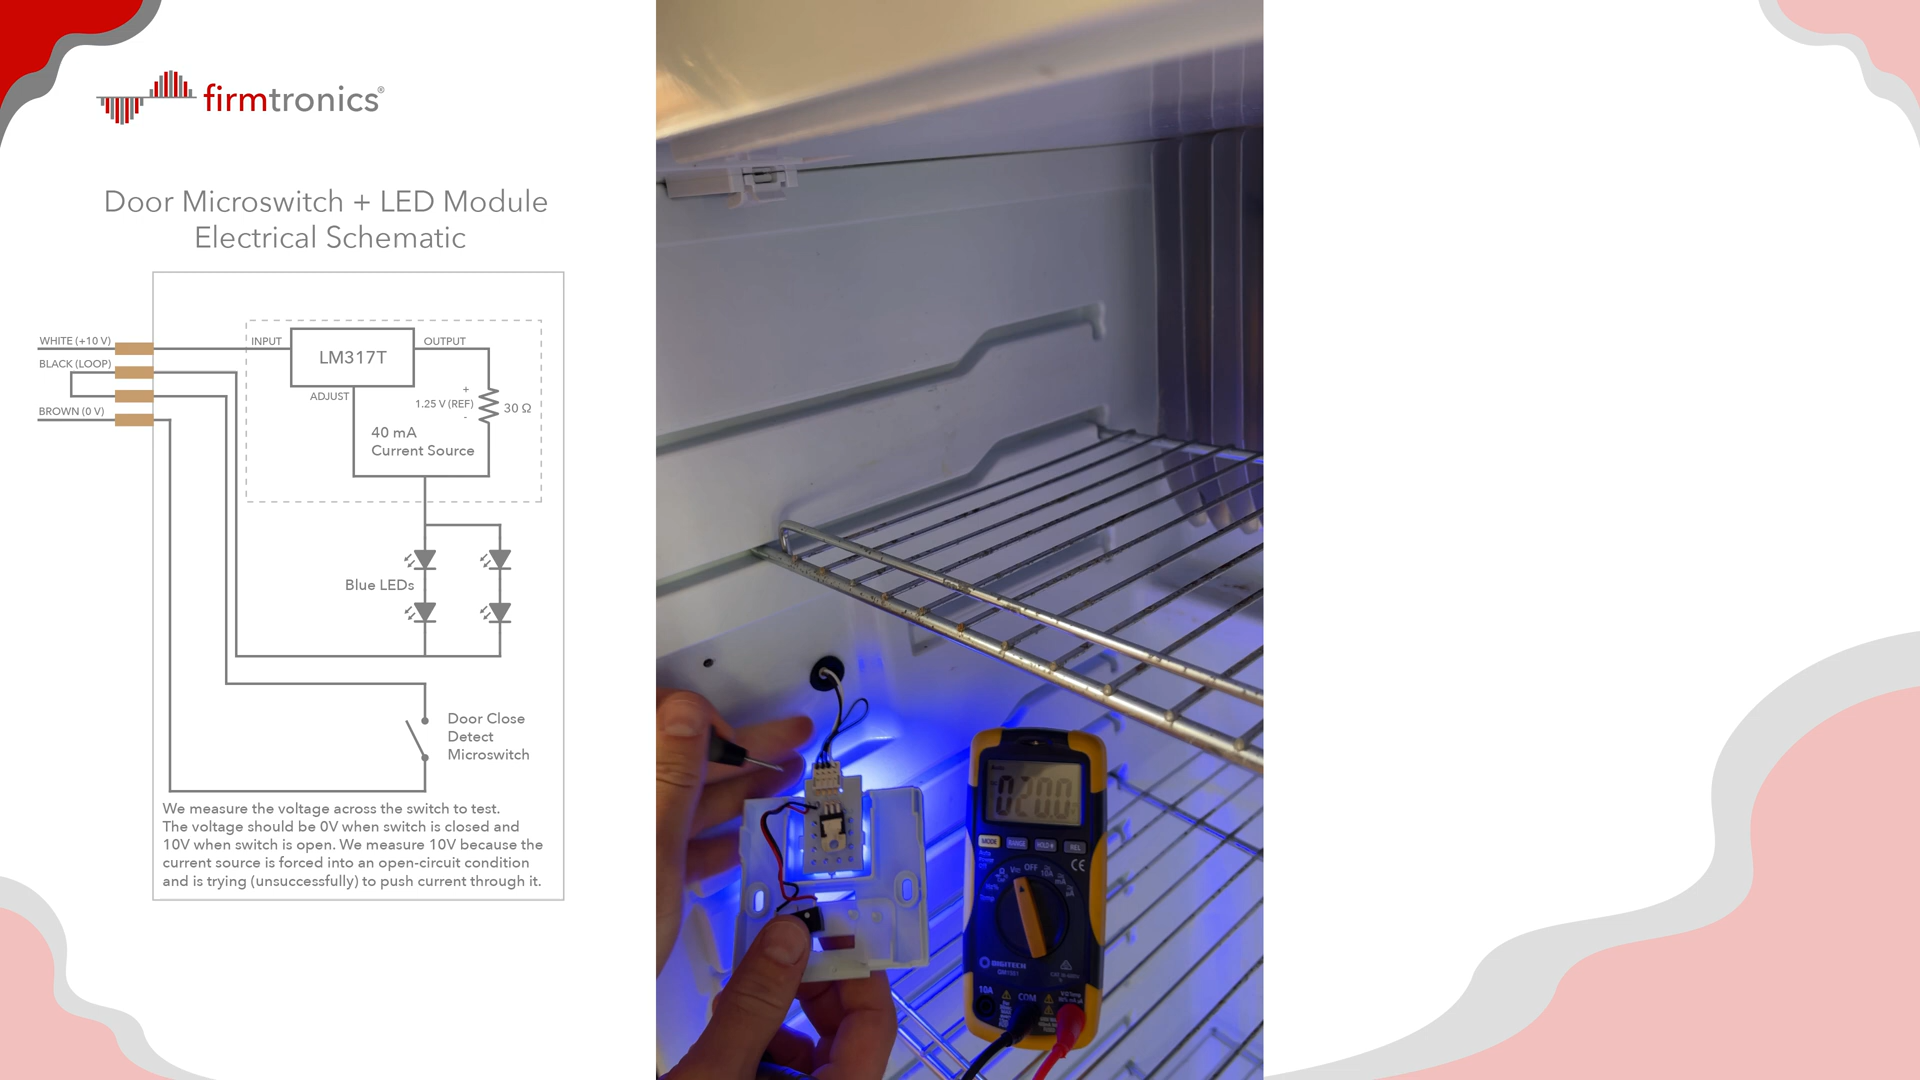 firmtronics®
Door Microswitch + LED Module
Electrical Schematic
WHITE (+10 V)
BLACK (LOOP)
BROWN (0 V)
INPUT
LM317T
OUTPUT
ADJUST
+
1.25 V (REF)
-
30 Ω
40 mA
Current Source
Blue LEDs
Door Close
Detect
Microswitch
We measure the voltage across the switch to test.
The voltage should be 0V when switch is closed and
10V when switch is open. We measure 10V because the
current source is forced into an open-circuit condition
and is trying (unsuccessfully) to push current through it.
MODE
RANGE
HOLD
REL
CE
OFF
10A
Hz%
Temp
DIGITECH
10A
COM